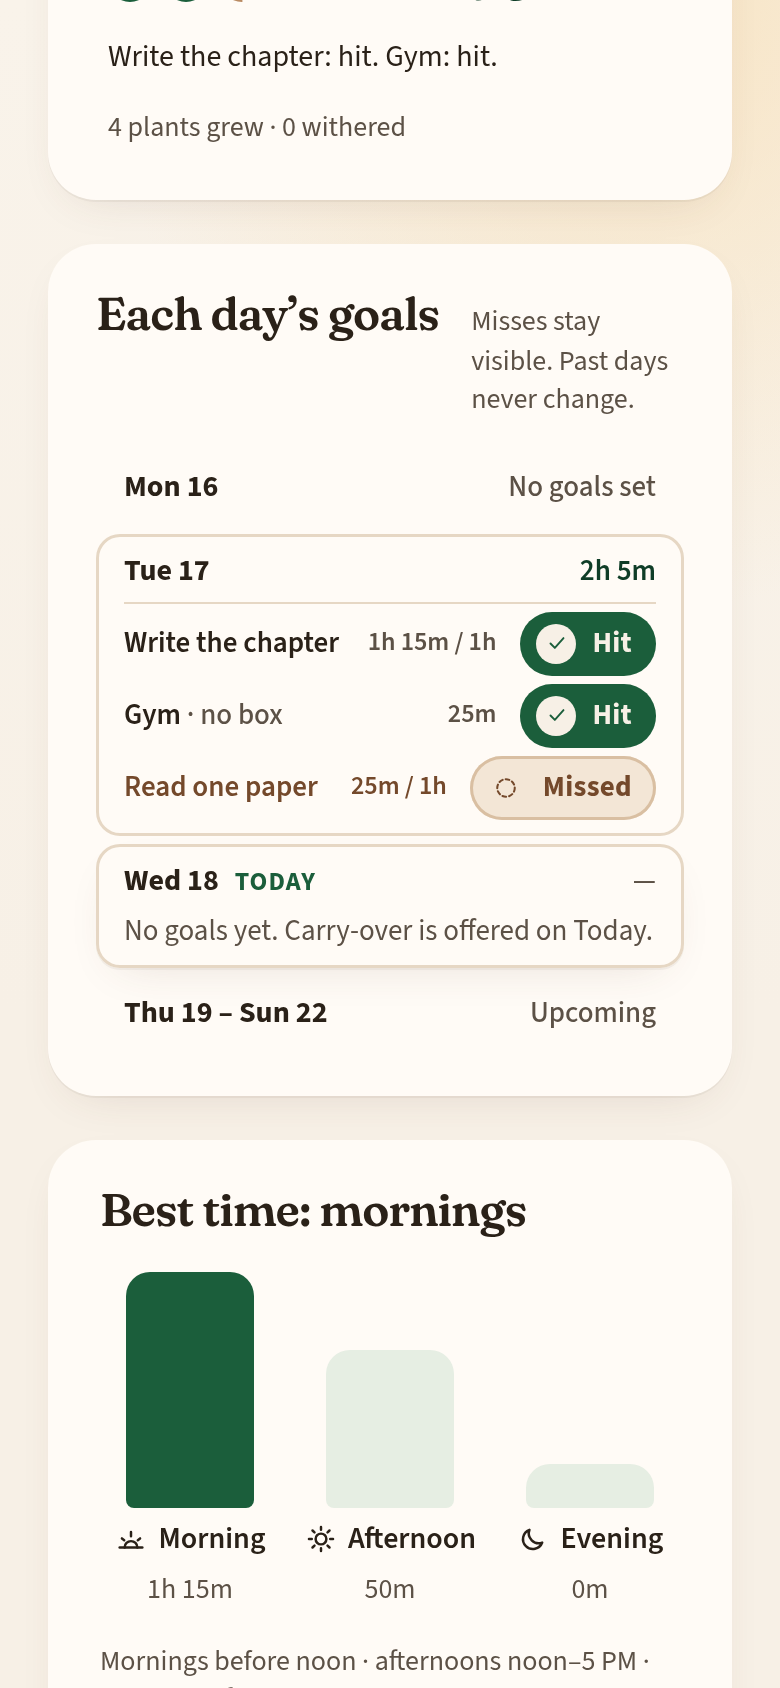 Write the chapter: hit. Gym: hit.
4 plants grew · 0 withered
Each day’s goals
Misses stay
visible. Past days
never change.
Mon 16 No goals set
Tue 17 2h 5m
Write the chapter 1h 15m / 1h Hit
Gym · no box 25m Hit
Read one paper 25m / 1h Missed
Wed 18 TODAY —
No goals yet. Carry-over is offered on Today.
Thu 19 – Sun 22 Upcoming
Best time: mornings
Morning Afternoon Evening
1h 15m 50m 0m
Mornings before noon · afternoons noon–5 PM ·